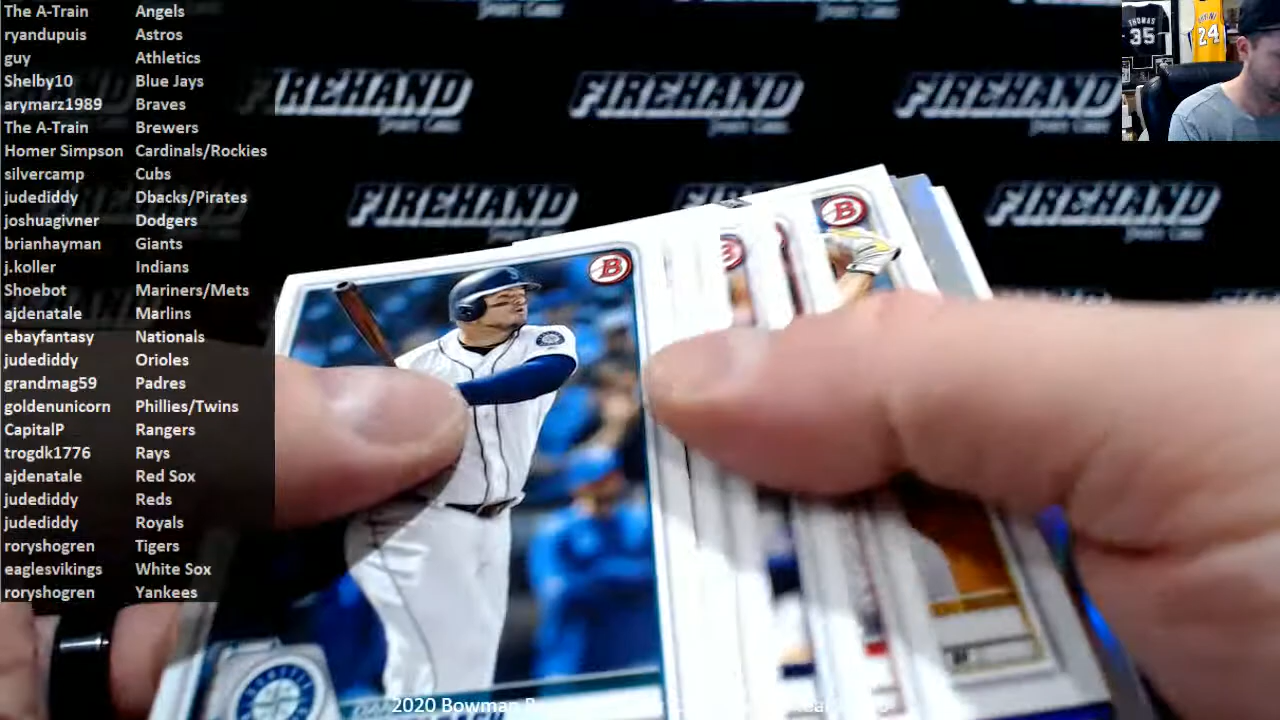 The A-Train Angels
ryandupuis Astros
guy Athletics
Shelby10 Blue Jays
arymarz1989 Braves
The A-Train Brewers
Homer Simpson Cardinals/Rockies
silvercamp Cubs
judediddy Dbacks/Pirates
joshuagivner Dodgers
brianhayman Giants
j.koller Indians
Shoebot Mariners/Mets
ajdenatale Marlins
ebayfantasy Nationals
judediddy Orioles
grandmag59 Padres
goldenunicorn Phillies/Twins
CapitalP Rangers
trogdk1776 Rays
ajdenatale Red Sox
judediddy Reds
judediddy Royals
roryshogren Tigers
eaglesvikings White Sox
roryshogren Yankees
FIREHAND
FIREHAND
FIREHAND
FIREHAND
FIREHAND
THOMAS
35
24
B
B
B
2020 Bowman